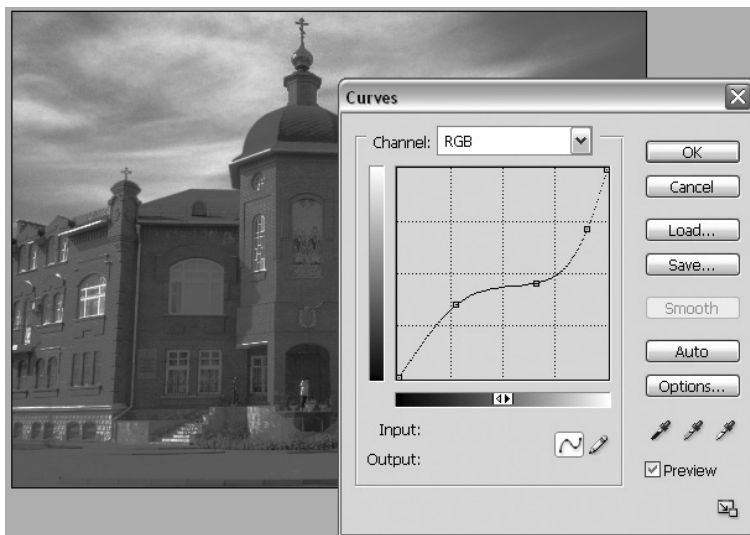 Curves
Channel: RGB
OK
Cancel
Load...
Save...
Smooth
Auto
Options...
Input:
Output:
Preview